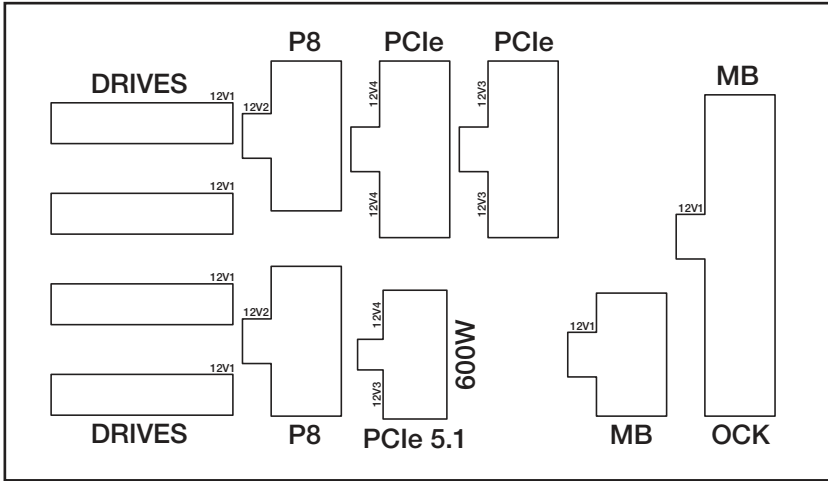 P8
PCIe
PCIe
DRIVES
MB
12V1
12V2
12V4
12V3
12V1
12V4
12V3
12V1
12V1
12V2
12V4
600W
12V1
12V1
12V3
DRIVES
P8
PCIe 5.1
MB
OCK